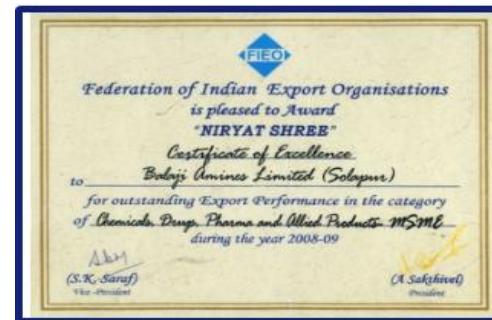 FIEO
Federation of Indian Export Organisations
is pleased to Award
"NIRYAT SHREE"
Certificate of Excellence
to Balaji Amines Limited (Solapur)
for outstanding Export Performance in the category
of Chemicals, Drugs, Pharma and Allied Products MSME
during the year 2008-09
(S.K. Saraf) (A Sakthivel)
Vice -President President